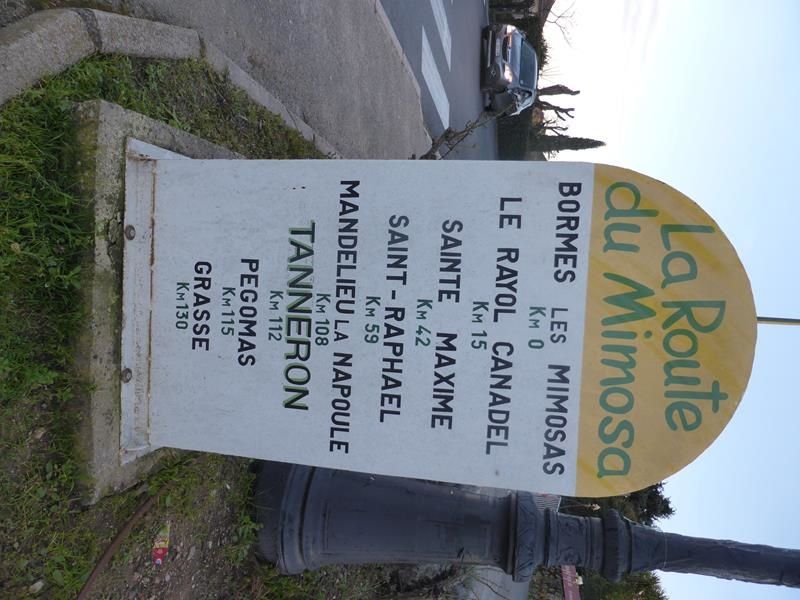 La Route
du Mimosa
BORMES LES MIMOSAS
KM 0
LE RAYOL CANADEL
KM 15
SAINTE MAXIME
KM 42
SAINT-RAPHAEL
KM 59
MANDELIEU LA NAPOULE
KM 108
TANNERON
KM 112
PEGOMAS
KM 115
GRASSE
KM 130